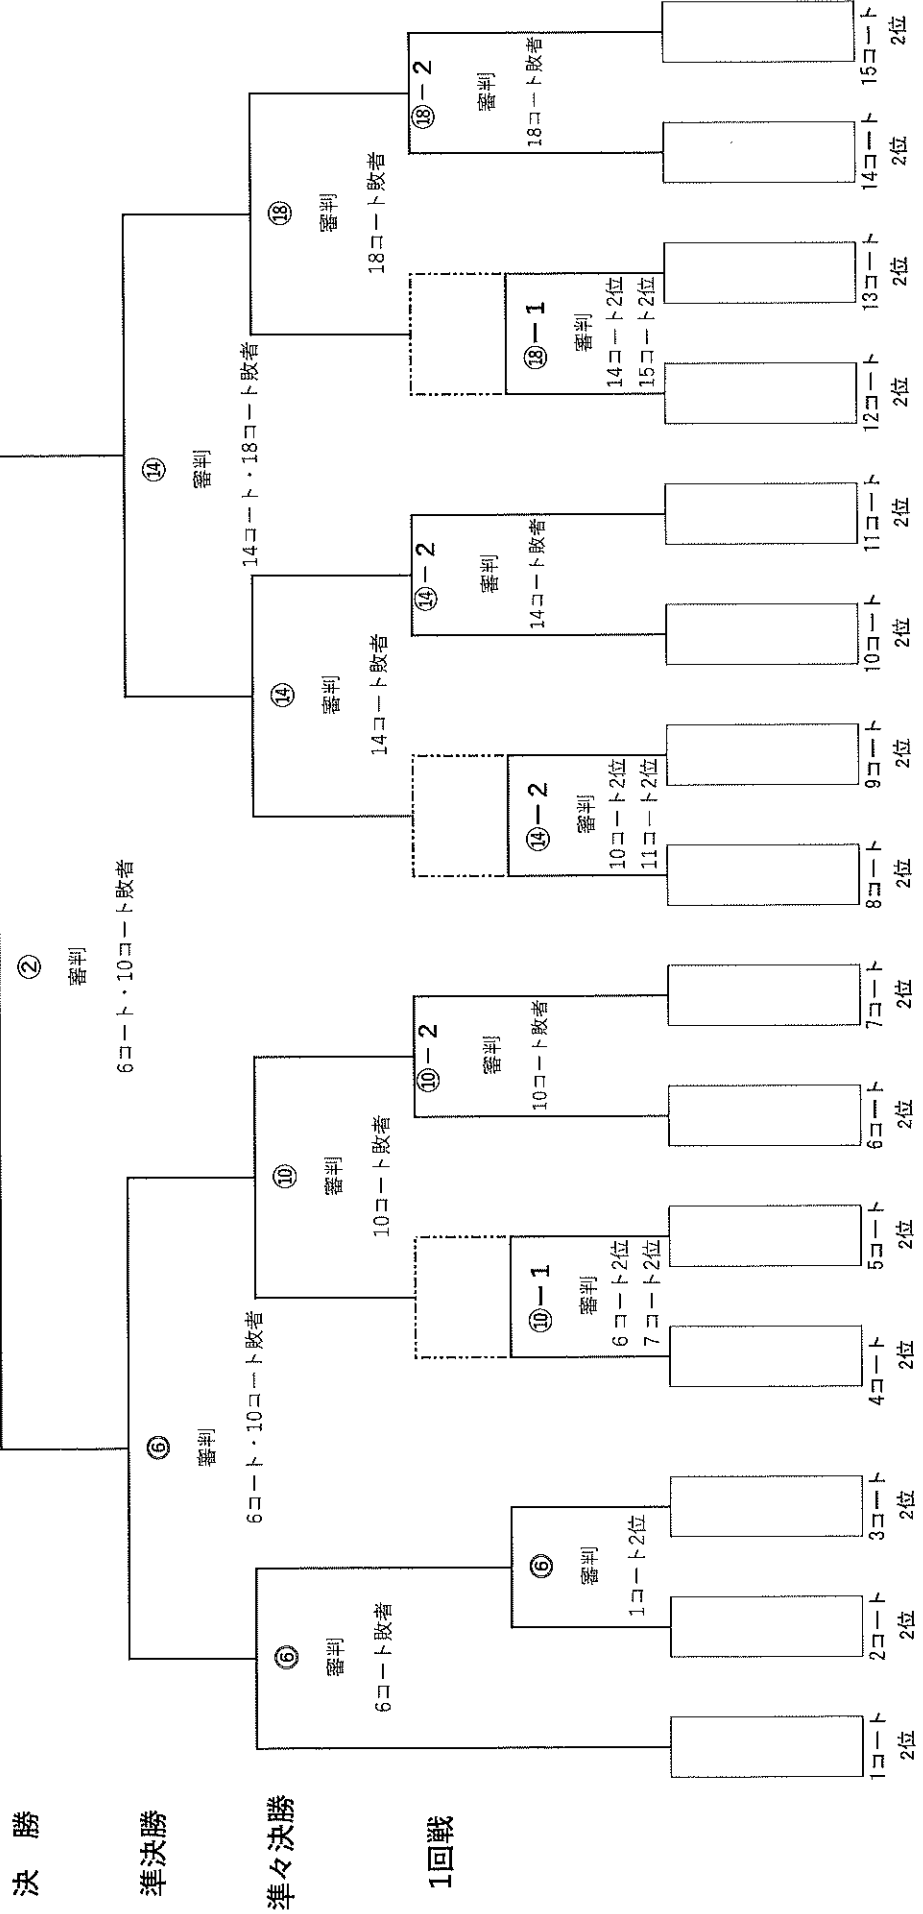 決 勝
②
審判
6コート・10コート敗者
準決勝
⑥
審判
6コート・10コート敗者
⑭
審判
14コート・18コート敗者
準々決勝
⑥
審判
6コート敗者
⑩
審判
10コート敗者
⑭
審判
14コート敗者
⑱
審判
18コート敗者
1回戦
⑥
審判
1コート2位
⑩－1
審判
6コート2位
7コート2位
⑩－2
審判
10コート敗者
⑭－2
審判
10コート2位
11コート2位
⑭－2
審判
14コート敗者
⑱－1
審判
14コート2位
15コート2位
⑱－2
審判
18コート敗者
1コート
2位
2コート
2位
3コート
2位
4コート
2位
5コート
2位
6コート
2位
7コート
2位
8コート
2位
9コート
2位
10コート
2位
11コート
2位
12コート
2位
13コート
2位
14コート
2位
15コート
2位